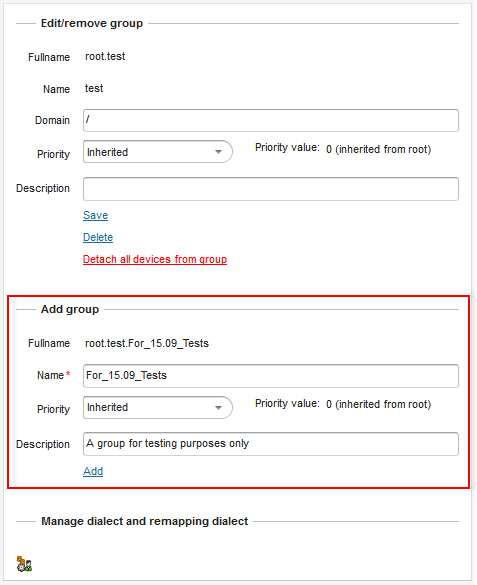 Edit/remove group
Fullname root.test
Name test
Domain /
Priority Inherited Priority value: 0 (inherited from root)
Description
Save
Delete
Detach all devices from group
Add group
Fullname root.test.For_15.09_Tests
Name* For_15.09_Tests
Priority Inherited Priority value: 0 (inherited from root)
Description A group for testing purposes only
Add
Manage dialect and remapping dialect